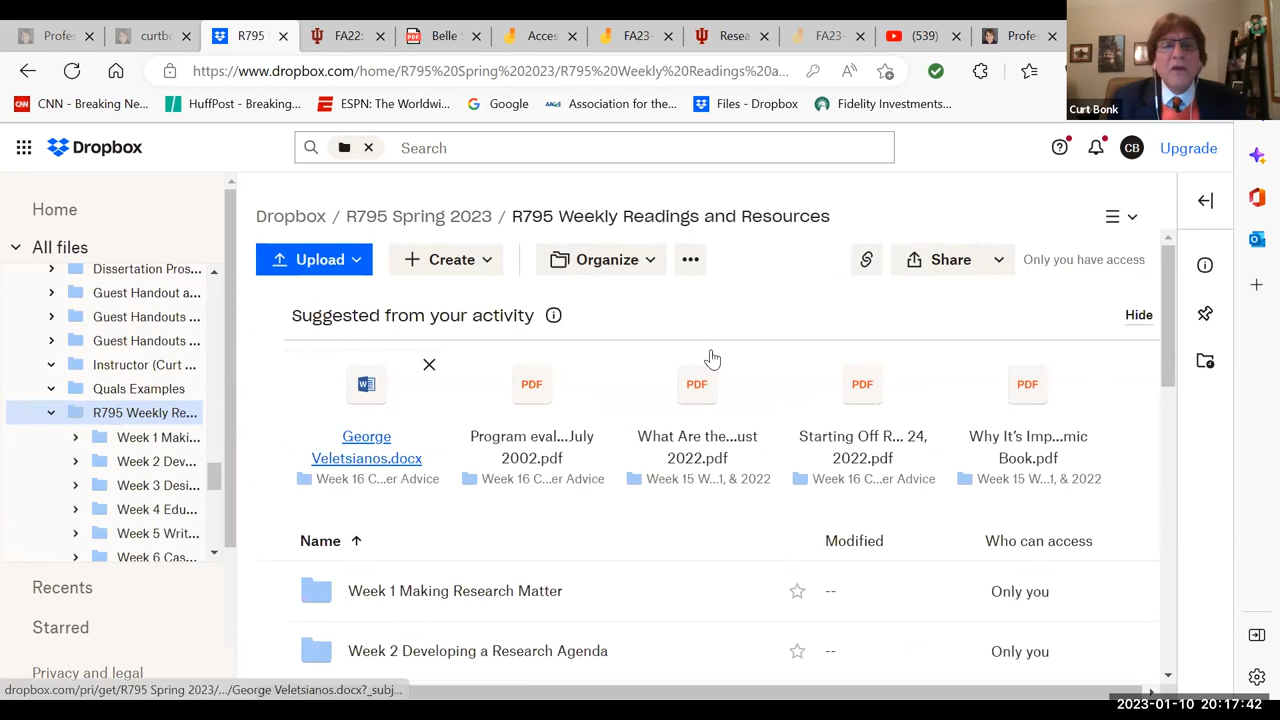 Profes
curtbo
R795
FA22:
Belle
Acces
FA23-
Resea
FA23-
(539)
Profes
https://www.dropbox.com/home/R795%20Spring%202023/R795%20Weekly%20Readings%20a...
CNN - Breaking Ne...
HuffPost - Breaking...
ESPN: The Worldwi...
Google
Association for the...
Files - Dropbox
Fidelity Investments...
Curt Bonk
Dropbox
Search
CB
Upgrade
Home
All files
Dissertation Pros...
Guest Handout a...
Guest Handouts ...
Guest Handouts ...
Instructor (Curt ...
Quals Examples
R795 Weekly Re...
Week 1 Maki...
Week 2 Dev...
Week 3 Desi...
Week 4 Edu...
Week 5 Writ...
Week 6 Cas...
Recents
Starred
Privacy and legal
Dropbox / R795 Spring 2023 / R795 Weekly Readings and Resources
Upload
Create
Organize
Share
Only you have access
Suggested from your activity
Hide
George Veletsianos.docx
Week 16 C...er Advice
PDF
Program eval...July 2002.pdf
Week 16 C...er Advice
PDF
What Are the...ust 2022.pdf
Week 15 W...1, & 2022
PDF
Starting Off R... 24, 2022.pdf
Week 16 C...er Advice
PDF
Why It's Imp...mic Book.pdf
Week 15 W...1, & 2022
Name
Modified
Who can access
Week 1 Making Research Matter
--
Only you
Week 2 Developing a Research Agenda
--
Only you
dropbox.com/pri/get/R795 Spring 2023/.../George Veletsianos.docx?_subj...
2023-01-10 20:17:42